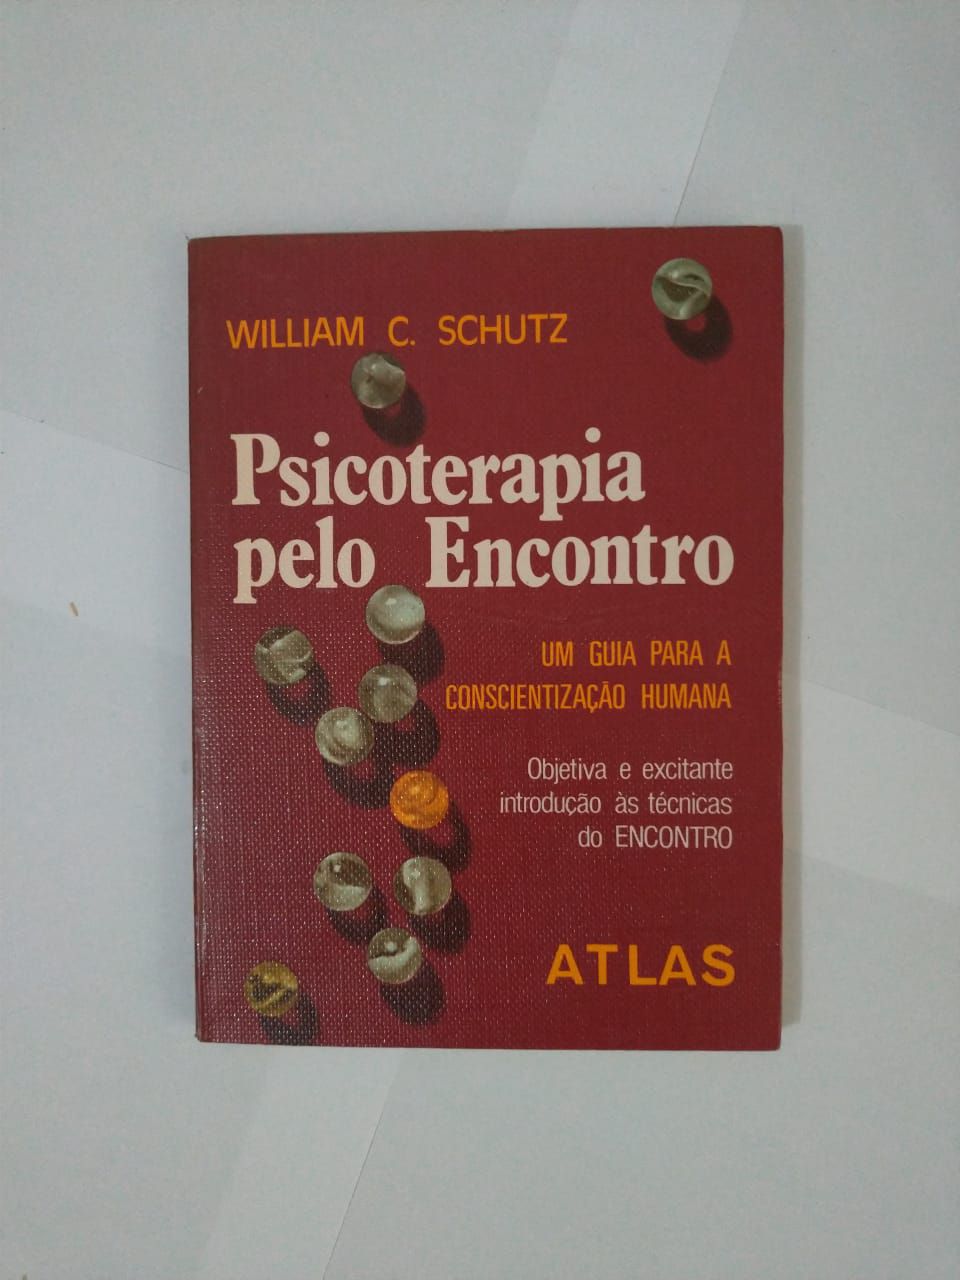 WILLIAM C. SCHUTZ
Psicoterapia
pelo Encontro
UM GUIA PARA A
CONSCIENTIZAÇÃO HUMANA
Objetiva e excitante
introdução às técnicas
do ENCONTRO
ATLAS